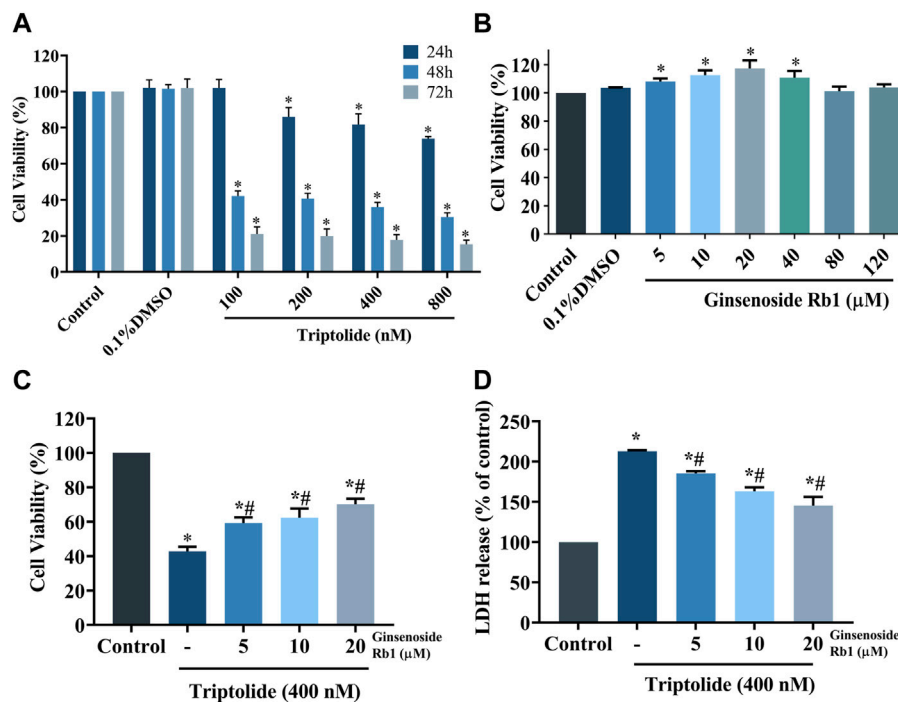 A
120
100
80
60
40
20
0
Cell Viability (%)
24h
48h
72h
* * * * * * * * * * *
Control
0.1%DMSO
100
200
400
800
Triptolide (nM)
B
120
100
80
60
40
20
0
Cell Viability (%)
* * * *
Control
0.1%DMSO
5
10
20
40
80
120
Ginsenoside Rb1 (μM)
C
120
100
80
60
40
20
0
Cell Viability (%)
* *# *# *#
Control - 5 10 20 Ginsenoside
Rb1 (μM)
Triptolide (400 nM)
D
250
200
150
100
50
0
LDH release (% of control)
* *# *# *#
Control - 5 10 20 Ginsenoside
Rb1 (μM)
Triptolide (400 nM)